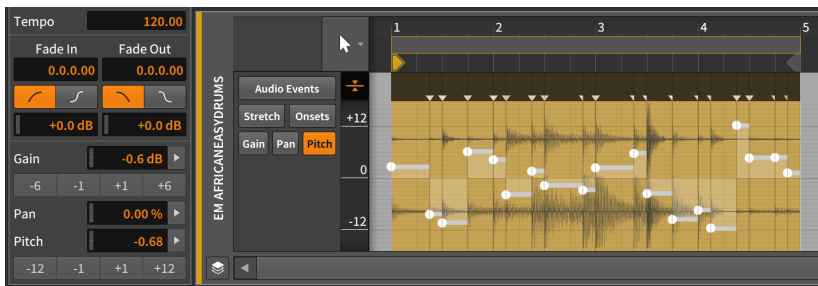 Tempo 120.00
Fade In Fade Out
0.0.0.00 0.0.0.00
+0.0 dB +0.0 dB
Gain -0.6 dB
-6 -1 +1 +6
Pan 0.00 %
Pitch -0.68
-12 -1 +1 +12
EM AFRICANEASYDRUMS
1 2 3 4 5
Audio Events
Stretch Onsets
Gain Pan Pitch
+12
0
-12